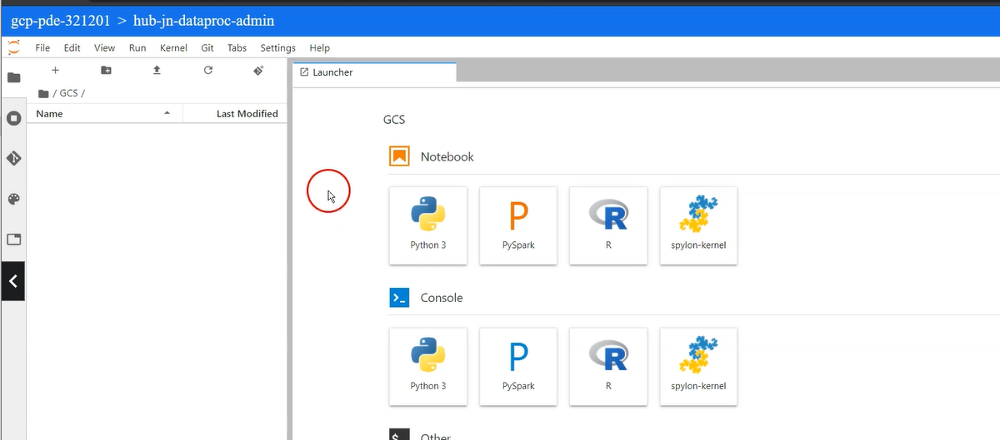 gcp-pde-321201 > hub-jn-dataproc-admin
File Edit View Run Kernel Git Tabs Settings Help
/ GCS /
Name Last Modified
Launcher
GCS
Notebook
Python 3 PySpark R spylon-kernel
Console
Python 3 PySpark R spylon-kernel
Other